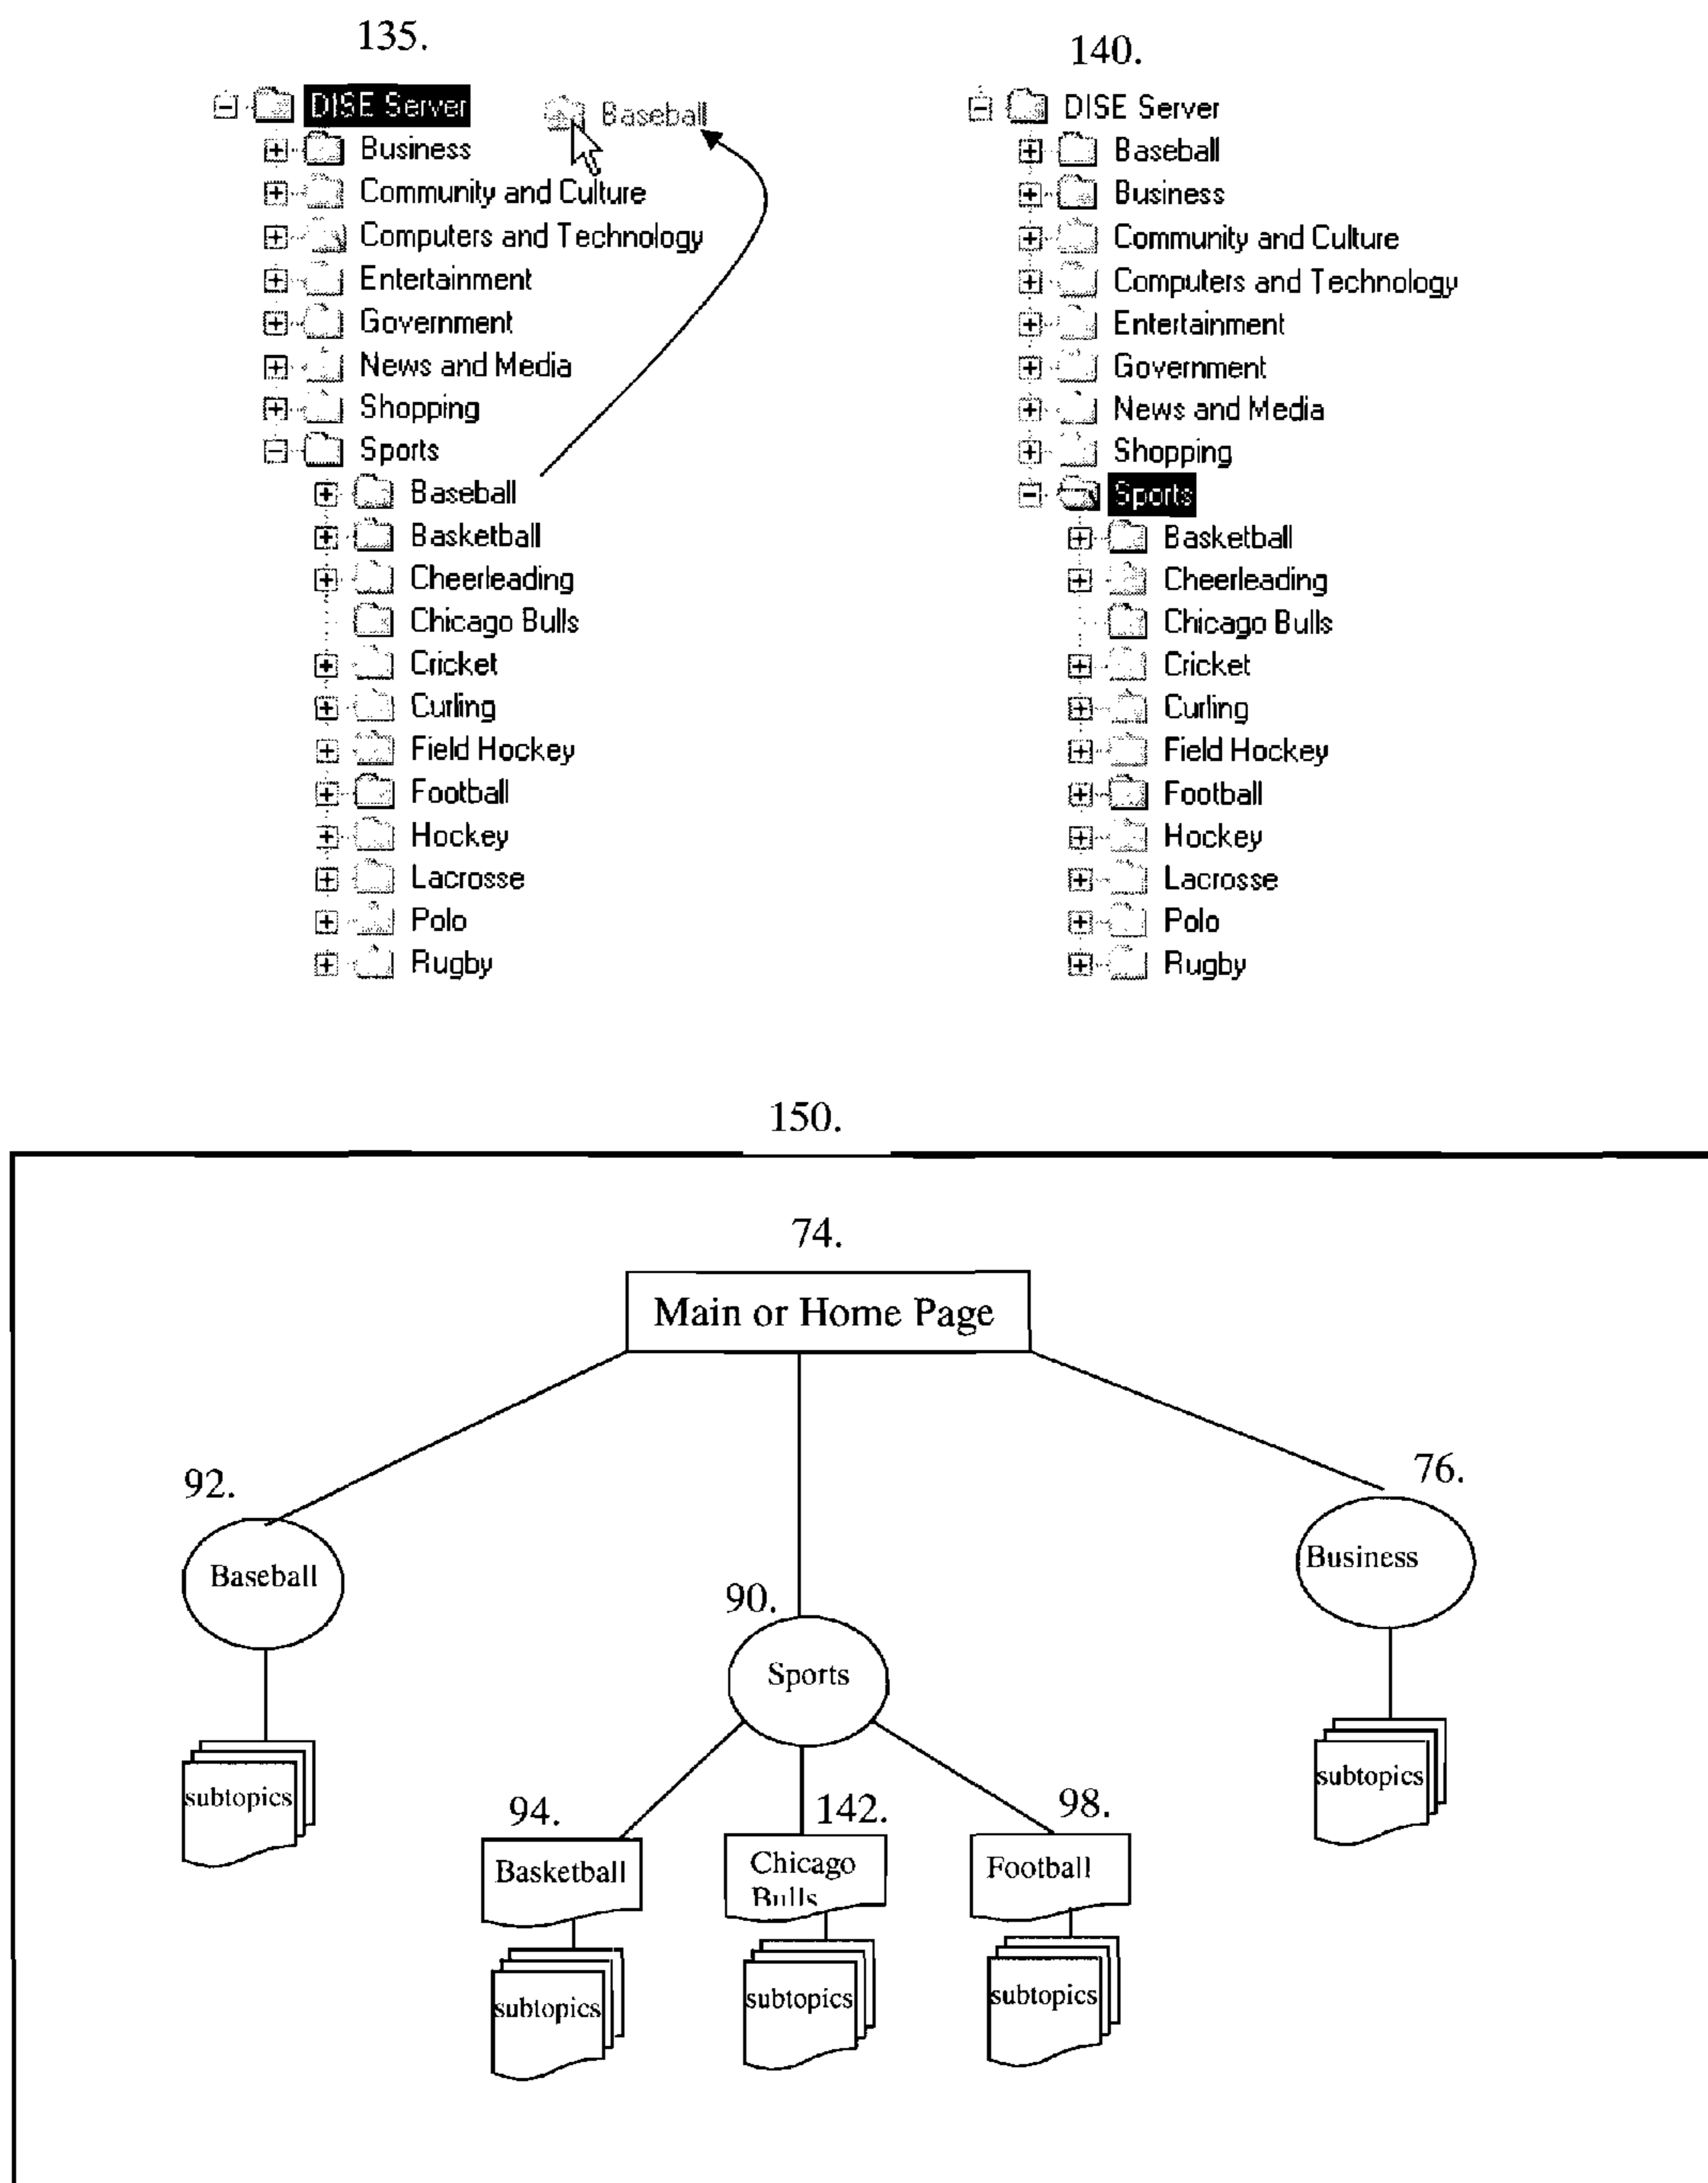 135.
DISE Server
Baseball
Business
Community and Culture
Computers and Technology
Entertainment
Government
News and Media
Shopping
Sports
Baseball
Basketball
Cheerleading
Chicago Bulls
Cricket
Curling
Field Hockey
Football
Hockey
Lacrosse
Polo
Rugby
140.
DISE Server
Baseball
Business
Community and Culture
Computers and Technology
Entertainment
Government
News and Media
Shopping
Sports
Basketball
Cheerleading
Chicago Bulls
Cricket
Curling
Field Hockey
Football
Hockey
Lacrosse
Polo
Rugby
150.
74.
Main or Home Page
92.
Baseball
subtopics
90.
Sports
76.
Business
subtopics
94.
Basketball
subtopics
142.
Chicago
Bulls
subtopics
98.
Football
subtopics